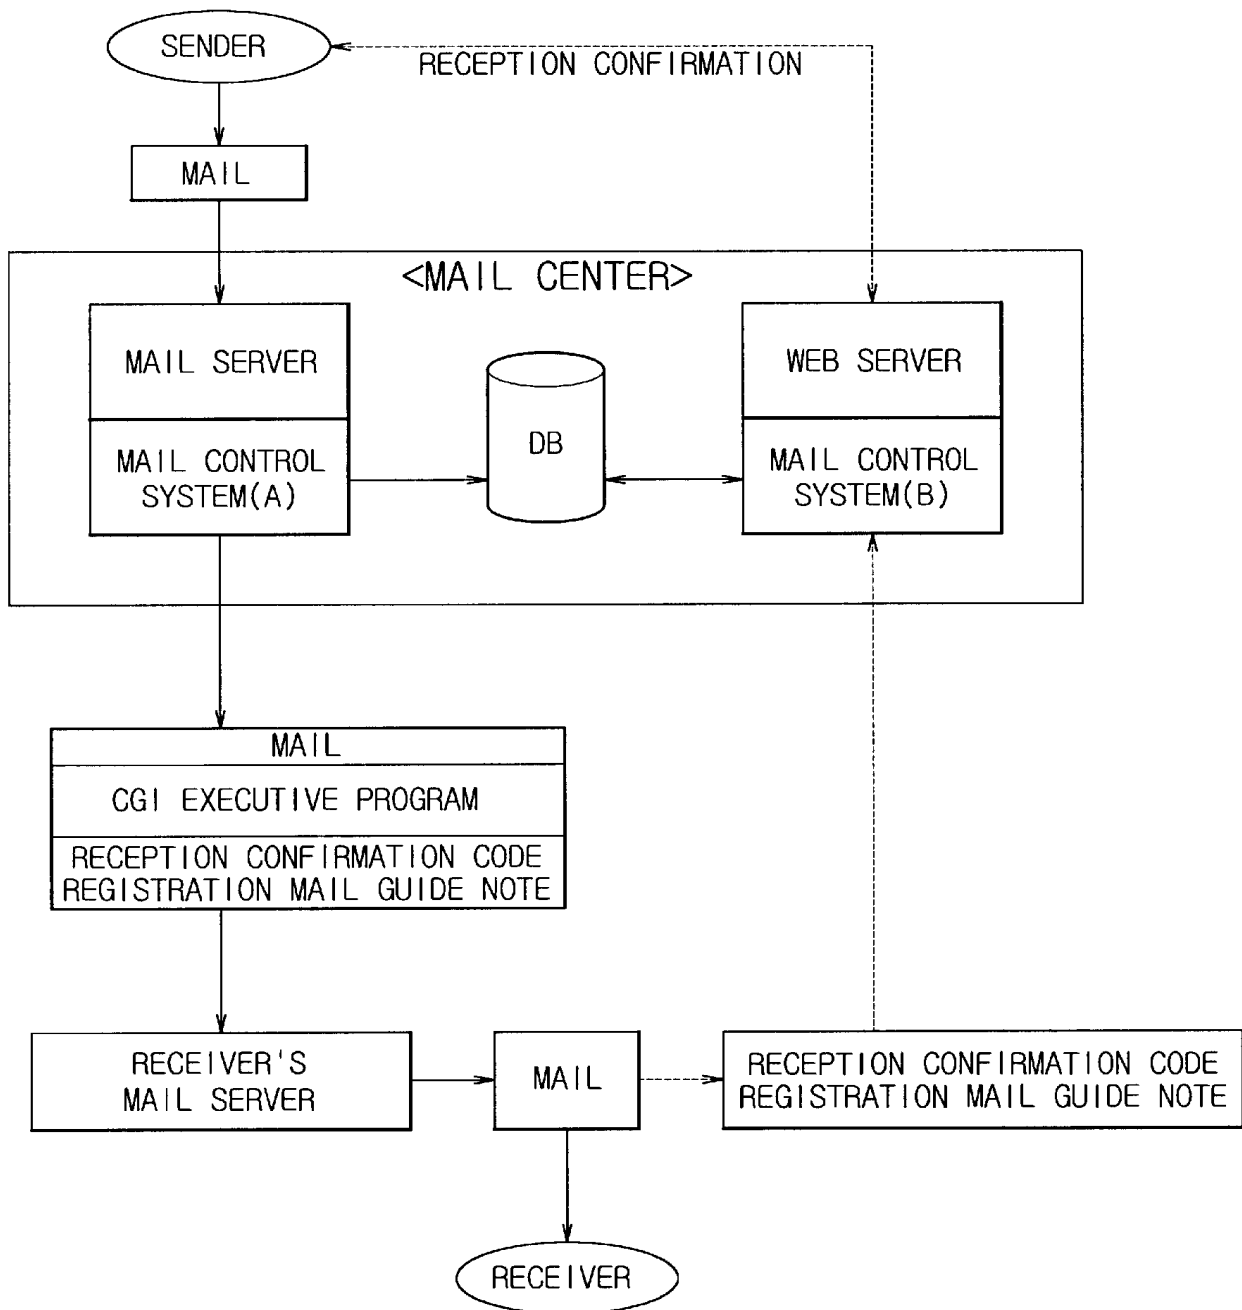 SENDER
RECEPTION CONFIRMATION
MAIL
<MAIL CENTER>
MAIL SERVER
WEB SERVER
DB
MAIL CONTROL
SYSTEM(A)
MAIL CONTROL
SYSTEM(B)
MAIL
CGI EXECUTIVE PROGRAM
RECEPTION CONFIRMATION CODE
REGISTRATION MAIL GUIDE NOTE
RECEIVER'S
MAIL SERVER
MAIL
RECEPTION CONFIRMATION CODE
REGISTRATION MAIL GUIDE NOTE
RECEIVER